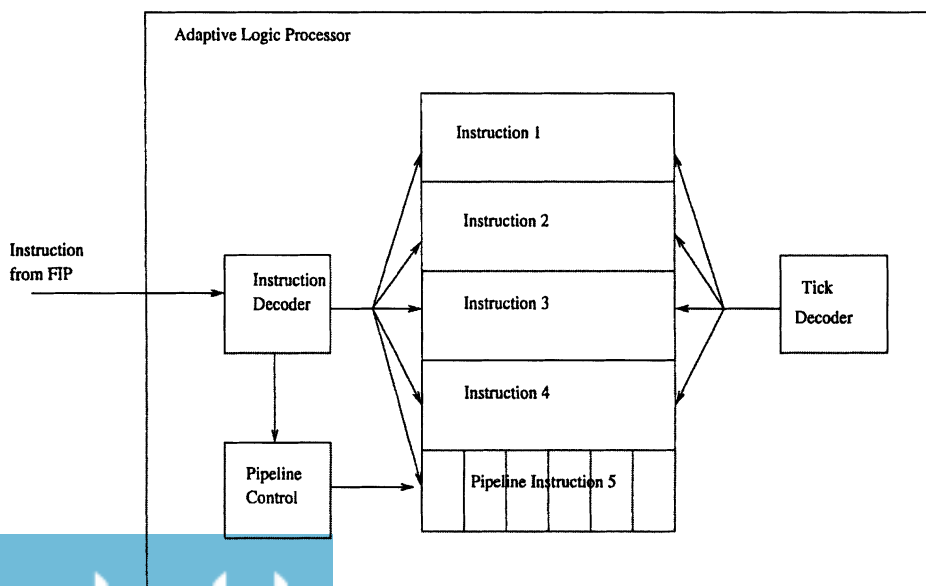 Adaptive Logic Processor
Instruction 1
Instruction 2
Instruction
from FIP
Instruction
Decoder
Instruction 3
Tick
Decoder
Instruction 4
Pipeline
Control
Pipeline Instruction 5